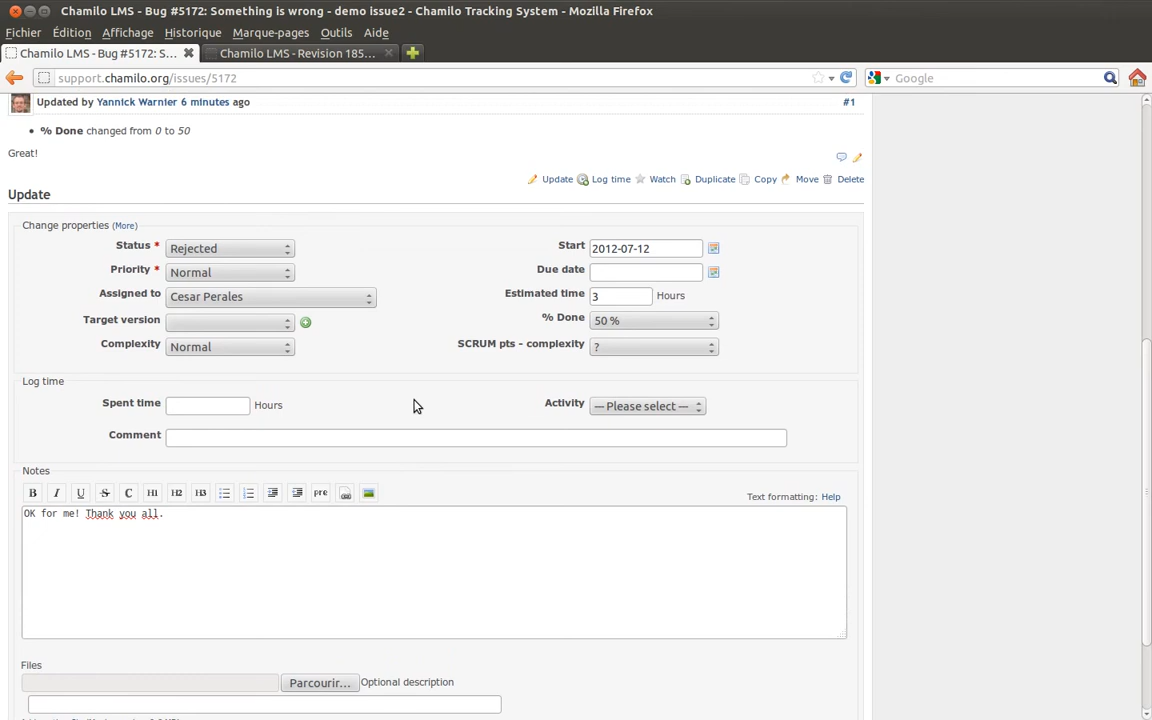 Chamilo LMS - Bug #5172: Something is wrong - demo issue2 - Chamilo Tracking System - Mozilla Firefox
Fichier Édition Affichage Historique Marque-pages Outils Aide
Chamilo LMS - Bug #5172: S... Chamilo LMS - Revision 185...
support.chamilo.org/issues/5172 Google
Updated by Yannick Warnier 6 minutes ago #1
% Done changed from 0 to 50
Great!
Update Log time Watch Duplicate Copy Move Delete
Update
Change properties (More)
Status * Rejected Start 2012-07-12
Priority * Normal Due date
Assigned to Cesar Perales Estimated time 3 Hours
Target version % Done 50 %
Complexity Normal SCRUM pts - complexity ?
Log time
Spent time Hours Activity --- Please select ---
Comment
Notes
B I U S C H1 H2 H3 pre Text formatting: Help
OK for me! Thank you all.
Files
Parcourir... Optional description